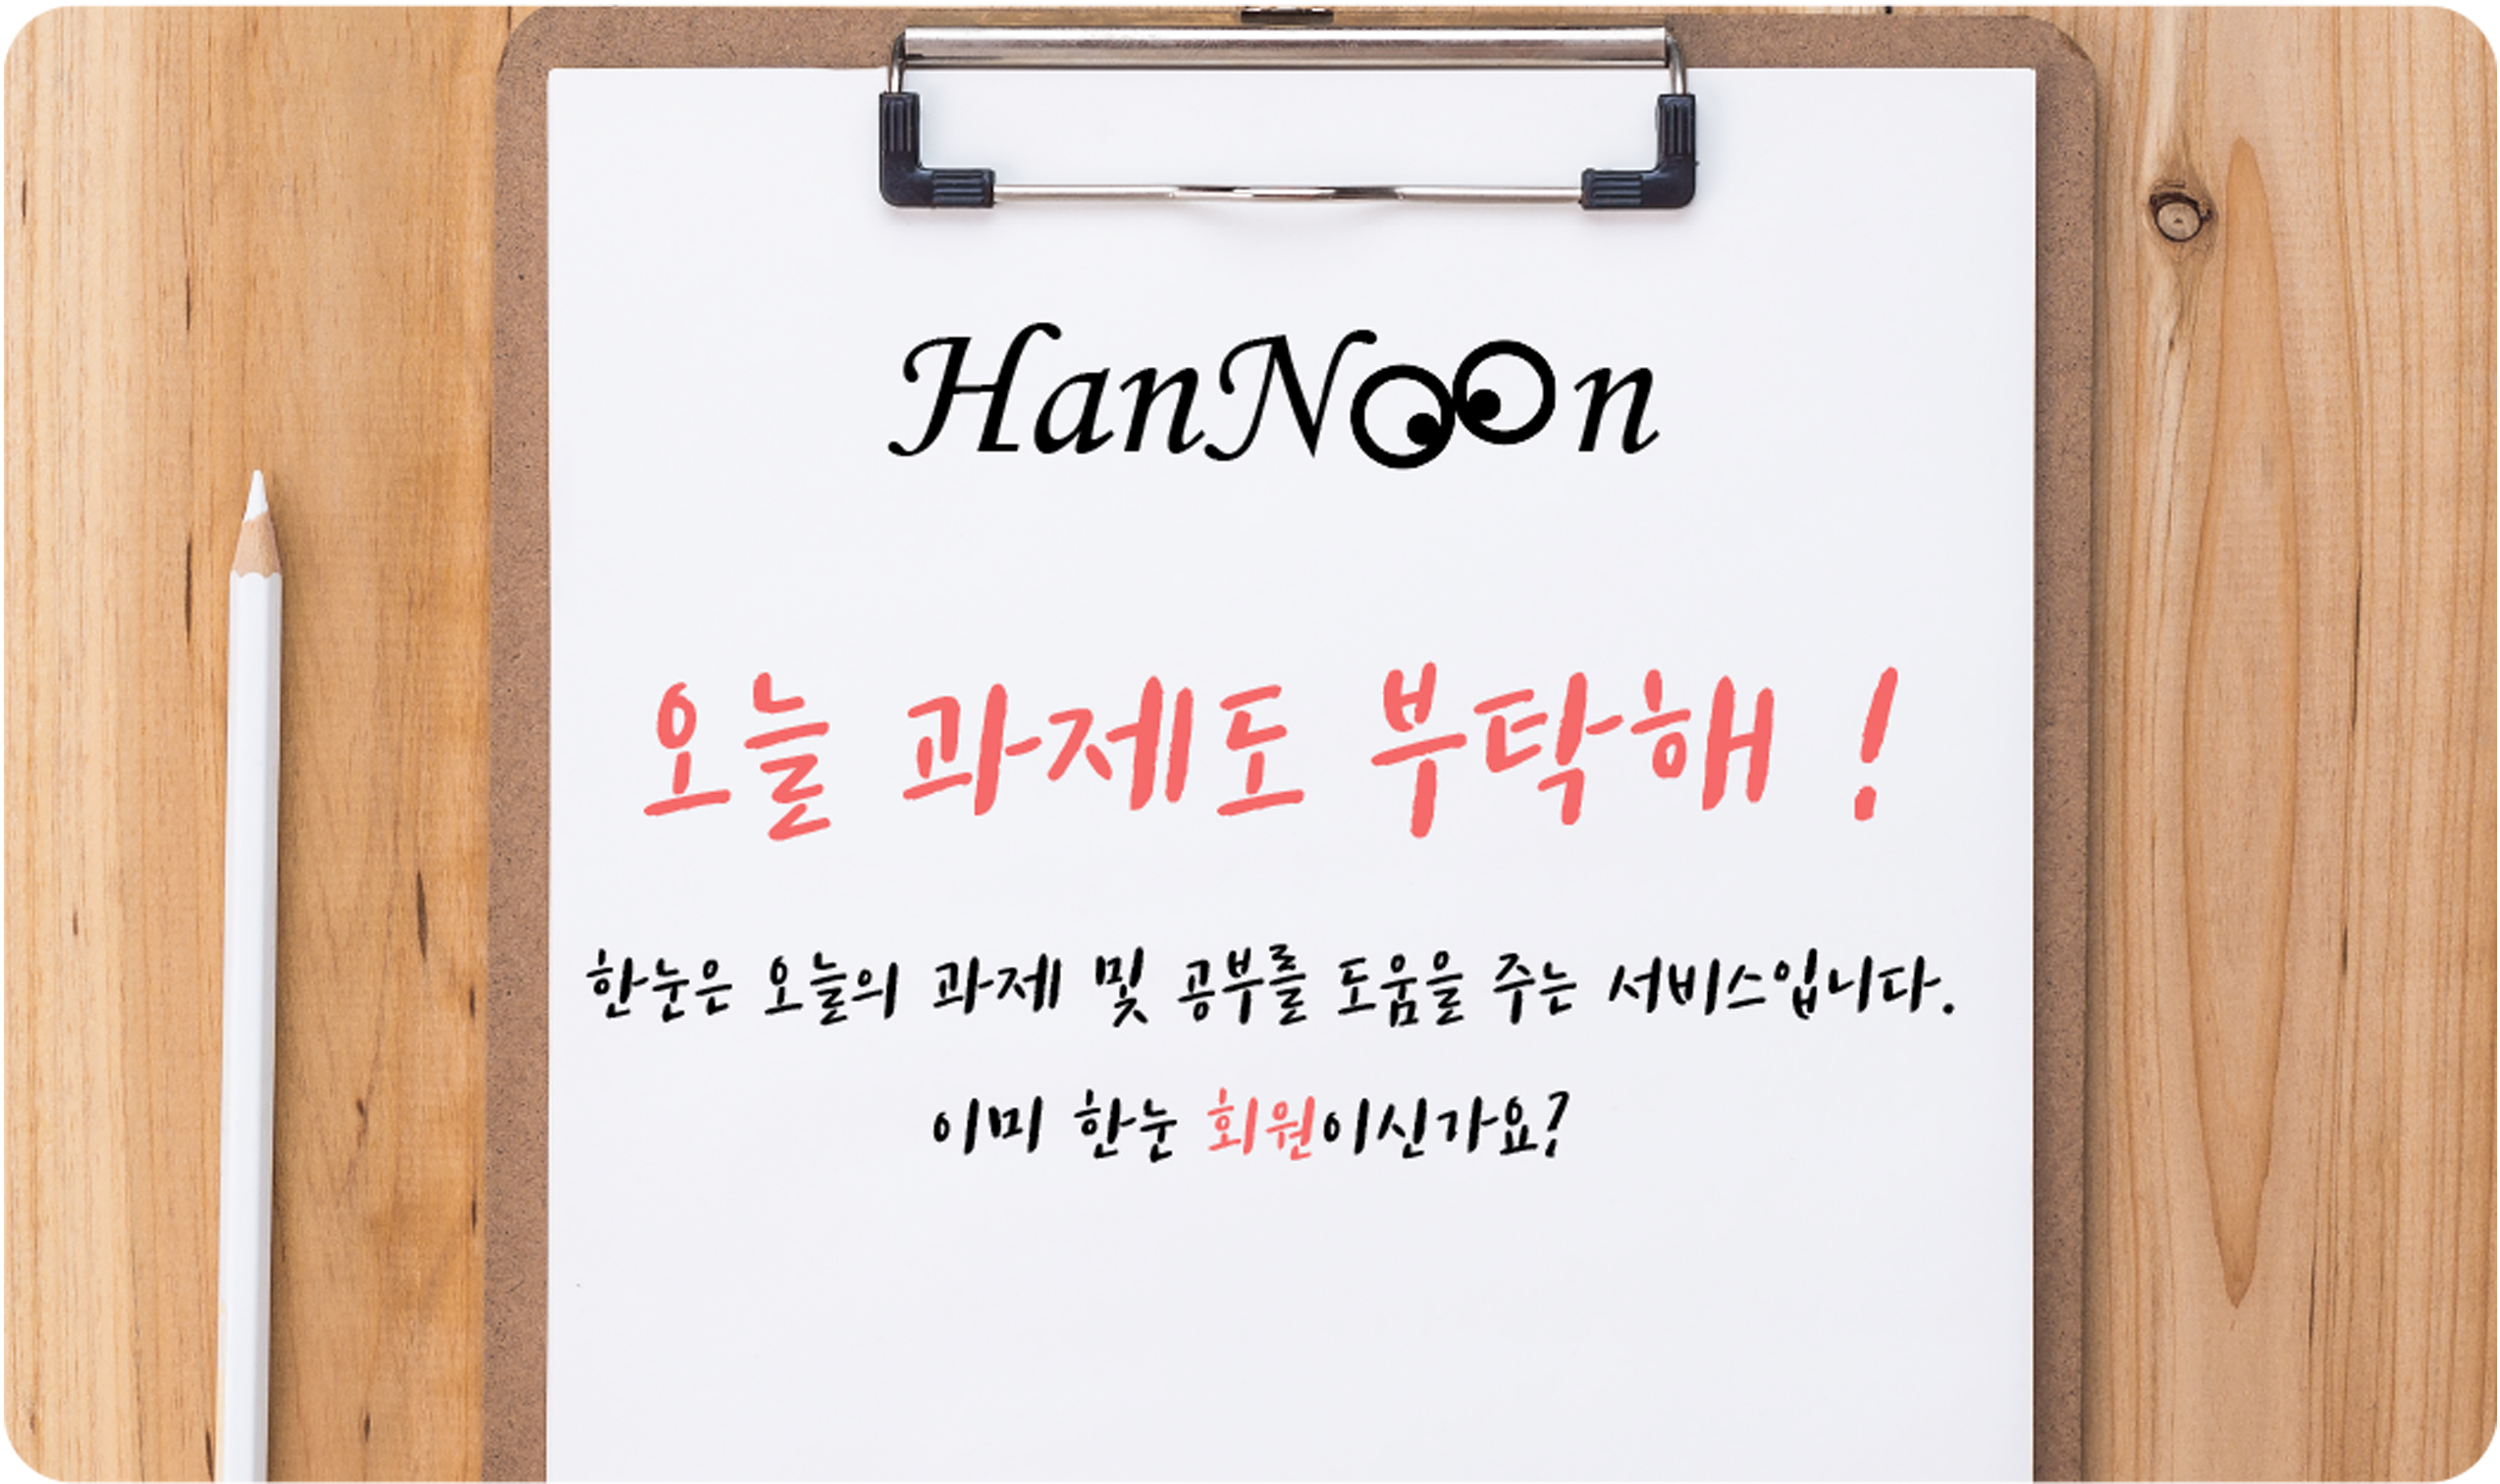 HanNoon
오늘 과제도 부탁해 !
한눈은 오늘의 과제 및 공부를 도움을 주는 서비스입니다.
이미 한눈 회원이신가요?